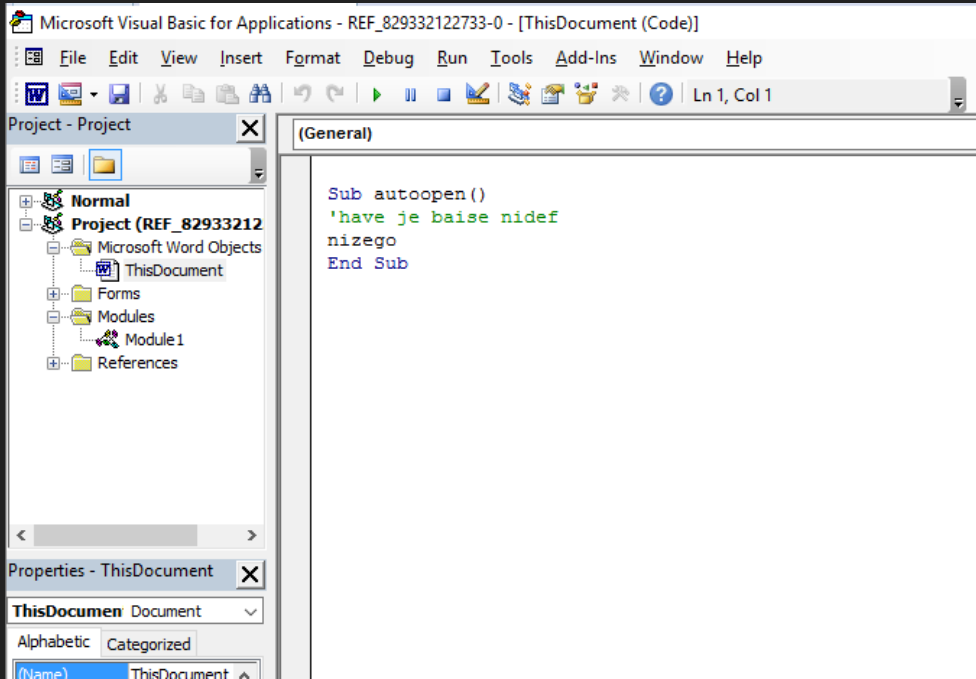 Microsoft Visual Basic for Applications - REF_829332122733-0 - [ThisDocument (Code)]
File Edit View Insert Format Debug Run Tools Add-Ins Window Help
Ln 1, Col 1
Project - Project
(General)
Normal
Project (REF_82933212
Microsoft Word Objects
ThisDocument
Forms
Modules
Module1
References
Sub autoopen()
'have je baise nidef
nizego
End Sub
Properties - ThisDocument
ThisDocumen Document
Alphabetic Categorized
(Name) ThisDocument